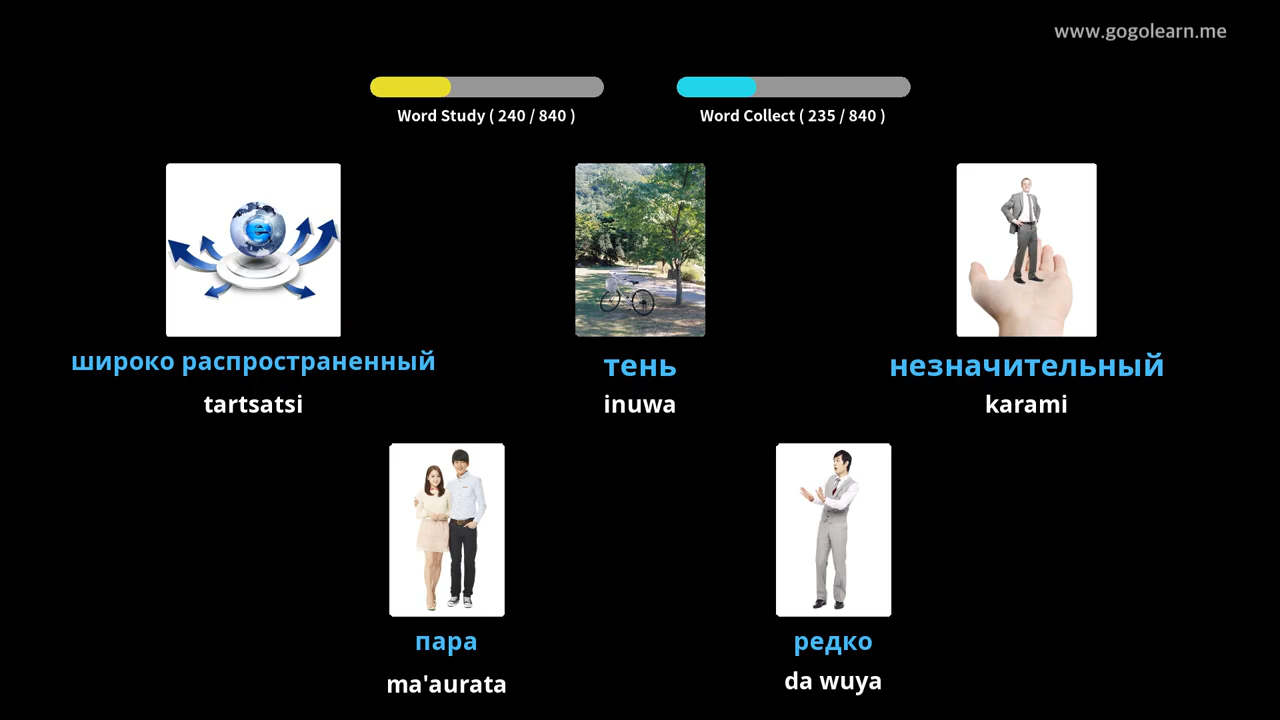 www.gogolearn.me
Word Study ( 240 / 840 )
Word Collect ( 235 / 840 )
широко распространенный
tartsatsi
тень
inuwa
незначительный
karami
пара
ma'aurata
редко
da wuya